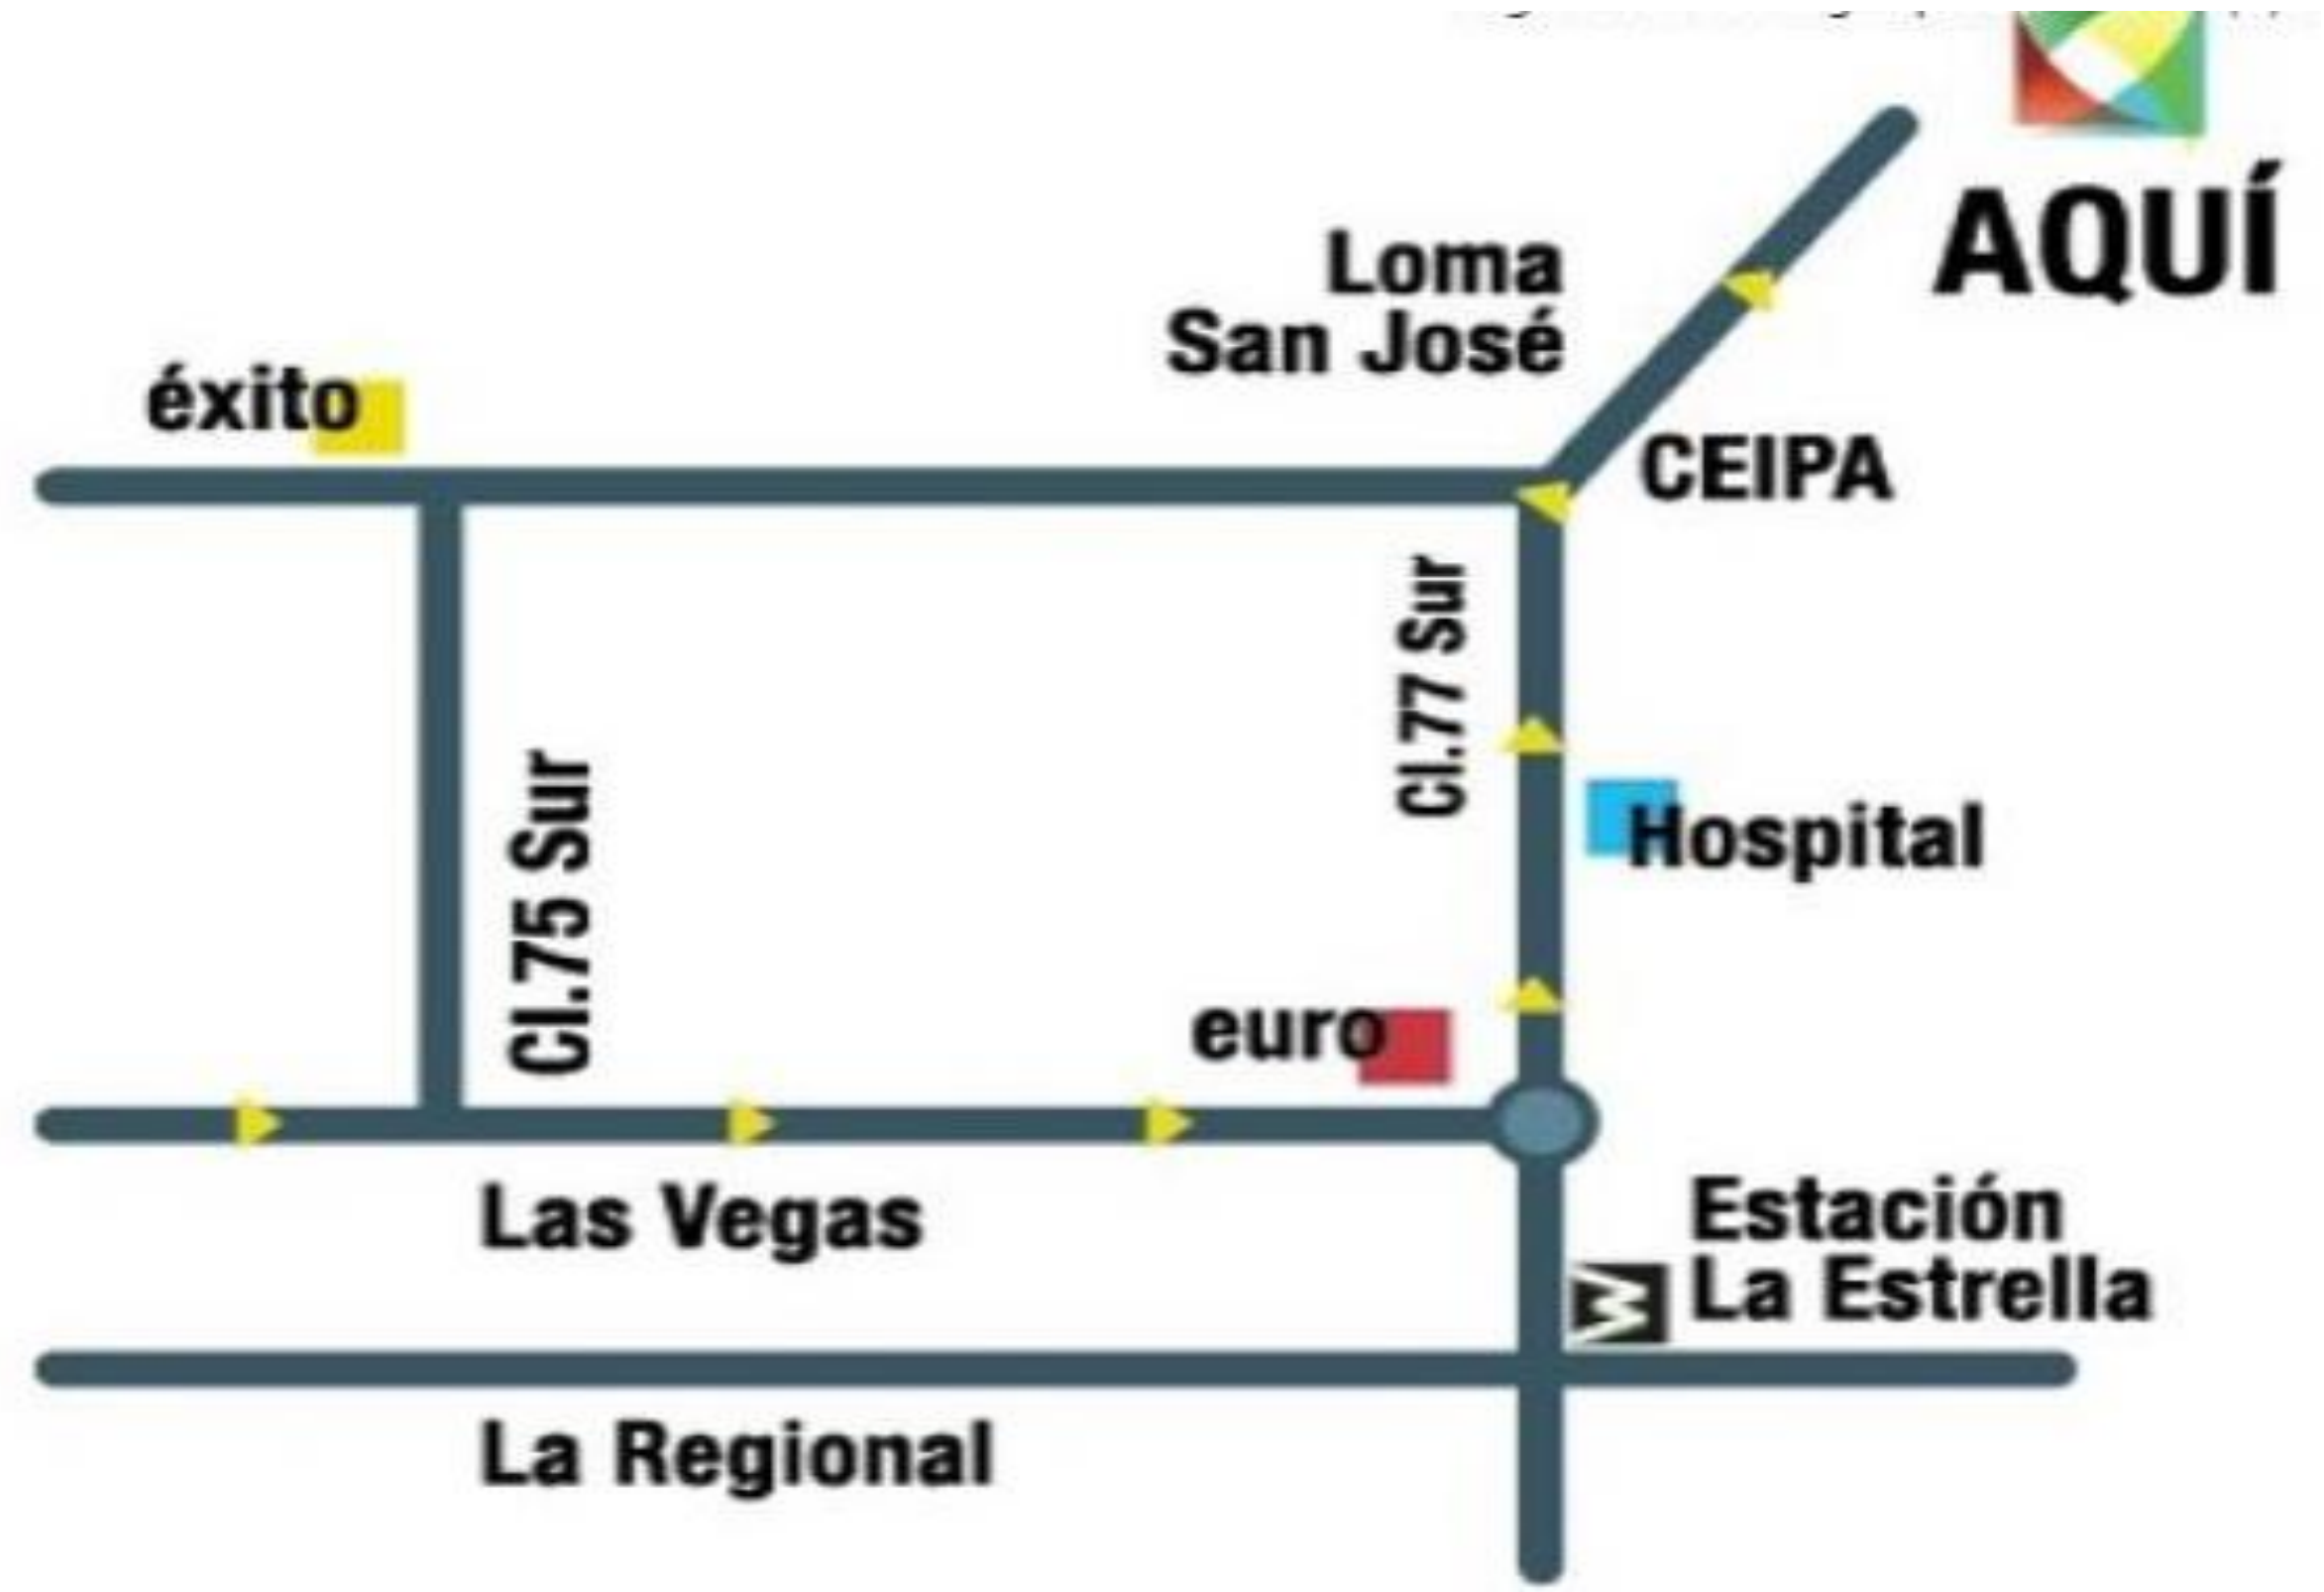 AQUÍ
Loma
San José
éxito
CEIPA
Cl.77 Sur
Cl.75 Sur
Hospital
euro
Las Vegas
Estación
La Estrella
La Regional